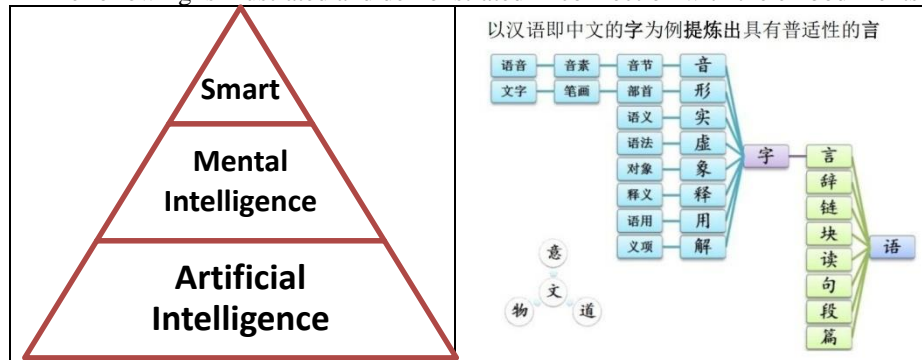 Smart
Mental
Intelligence
Artificial
Intelligence
以汉语即中文的字为例提炼出具有普适性的言
语音 音素 音节 音
文字 笔画 部首 形
语义 实
语法 虚
对象 象
释义 释
语用 用
义项 解
字
言
辞
链
块
读
句
段
篇
语
意
文
物 道